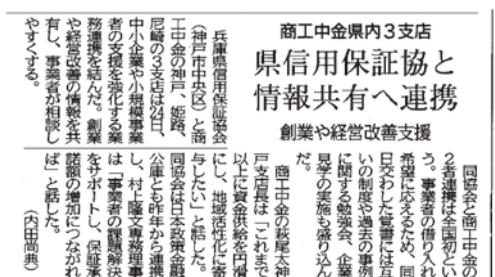 商工中金県内3支店
県信用保証協と
情報共有へ連携
創業や経営改善支援
兵庫県信用保証協会
(神戸市中央区)と商
工中金の神戸、姫路、
尼崎の3支店は24日、
中小企業や小規模事業
者の支援を強化する業
務連携を結んだ。創業
や経営改善の情報を共
有し、事業者が相談し
やすくする。
同協会と商工中金の
2者連携は全国初とい
う。事業者の借り入れ
希望に応えるため、同
日交わした覚書には互
いの制度や過去の事例
に関する勉強会、企業
見学の実施も盛り込ん
商工中金の萩尾太神
戸支店長は「これまで
以上に資金供給を円滑
にし、地域活性化に寄
与したい」と話した。
同協会は日本政策金融
公庫とも昨年から連携
し、村上隆文専務理事
は「事業者の課題解決
をサポートし、保証承
諾額の増加につながれ
ば」と話した。
(内田尚典)